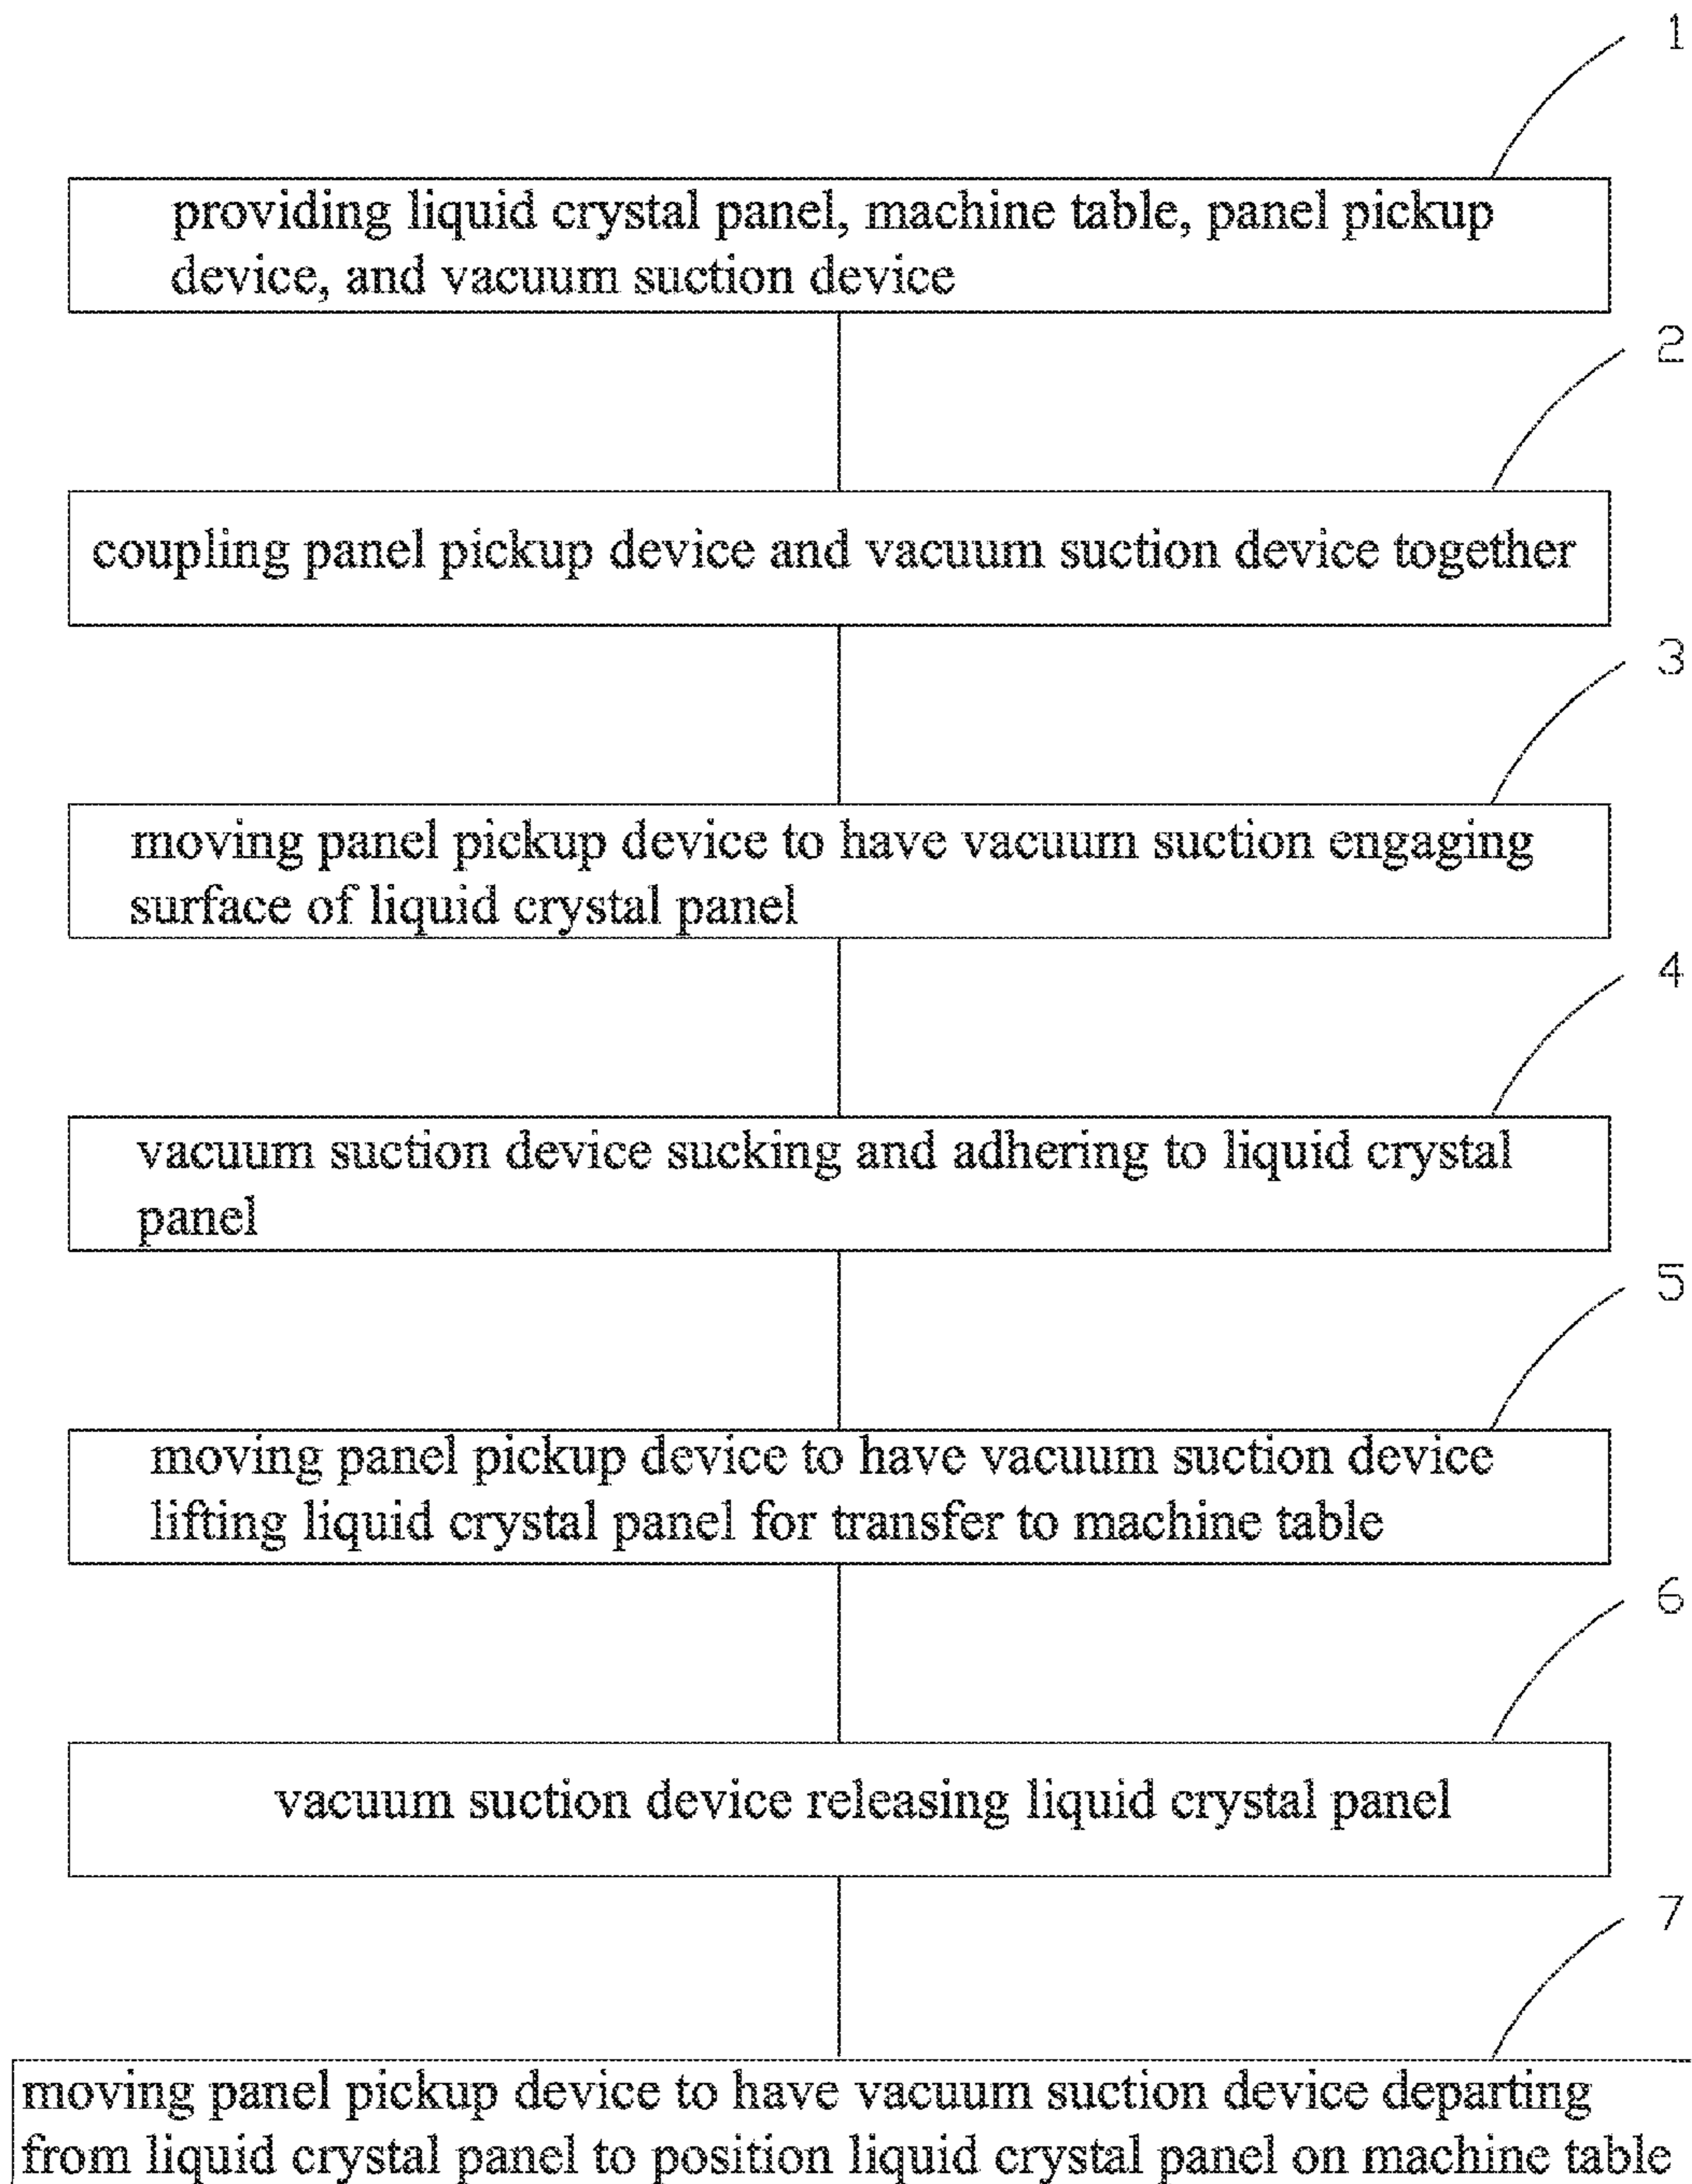 1
providing liquid crystal panel, machine table, panel pickup
device, and vacuum suction device
2
coupling panel pickup device and vacuum suction device together
3
moving panel pickup device to have vacuum suction engaging
surface of liquid crystal panel
4
vacuum suction device sucking and adhering to liquid crystal
panel
5
moving panel pickup device to have vacuum suction device
lifting liquid crystal panel for transfer to machine table
6
vacuum suction device releasing liquid crystal panel
7
moving panel pickup device to have vacuum suction device departing
from liquid crystal panel to position liquid crystal panel on machine table